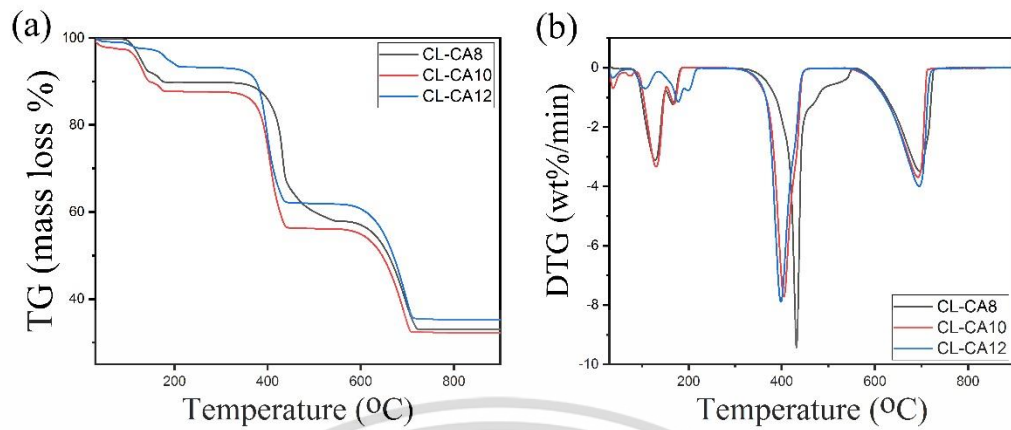 (a)
100
80
60
40
200
400
600
800
TG (mass loss %)
Temperature (ºC)
CL-CA8
CL-CA10
CL-CA12
(b)
0
-2
-4
-6
-8
-10
200
400
600
800
DTG (wt%/min)
Temperature (ºC)
CL-CA8
CL-CA10
CL-CA12